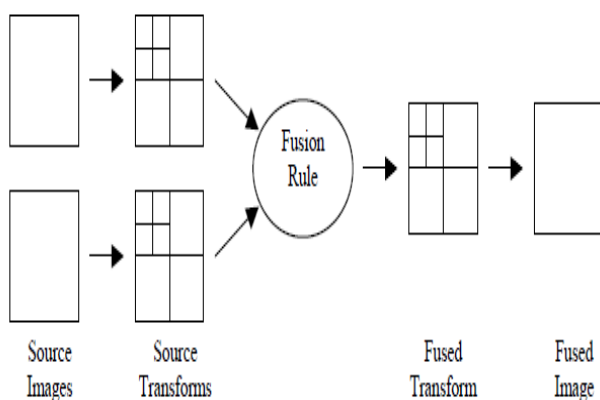 Fusion
Rule
Source
Images
Source
Transforms
Fused
Transform
Fused
Image